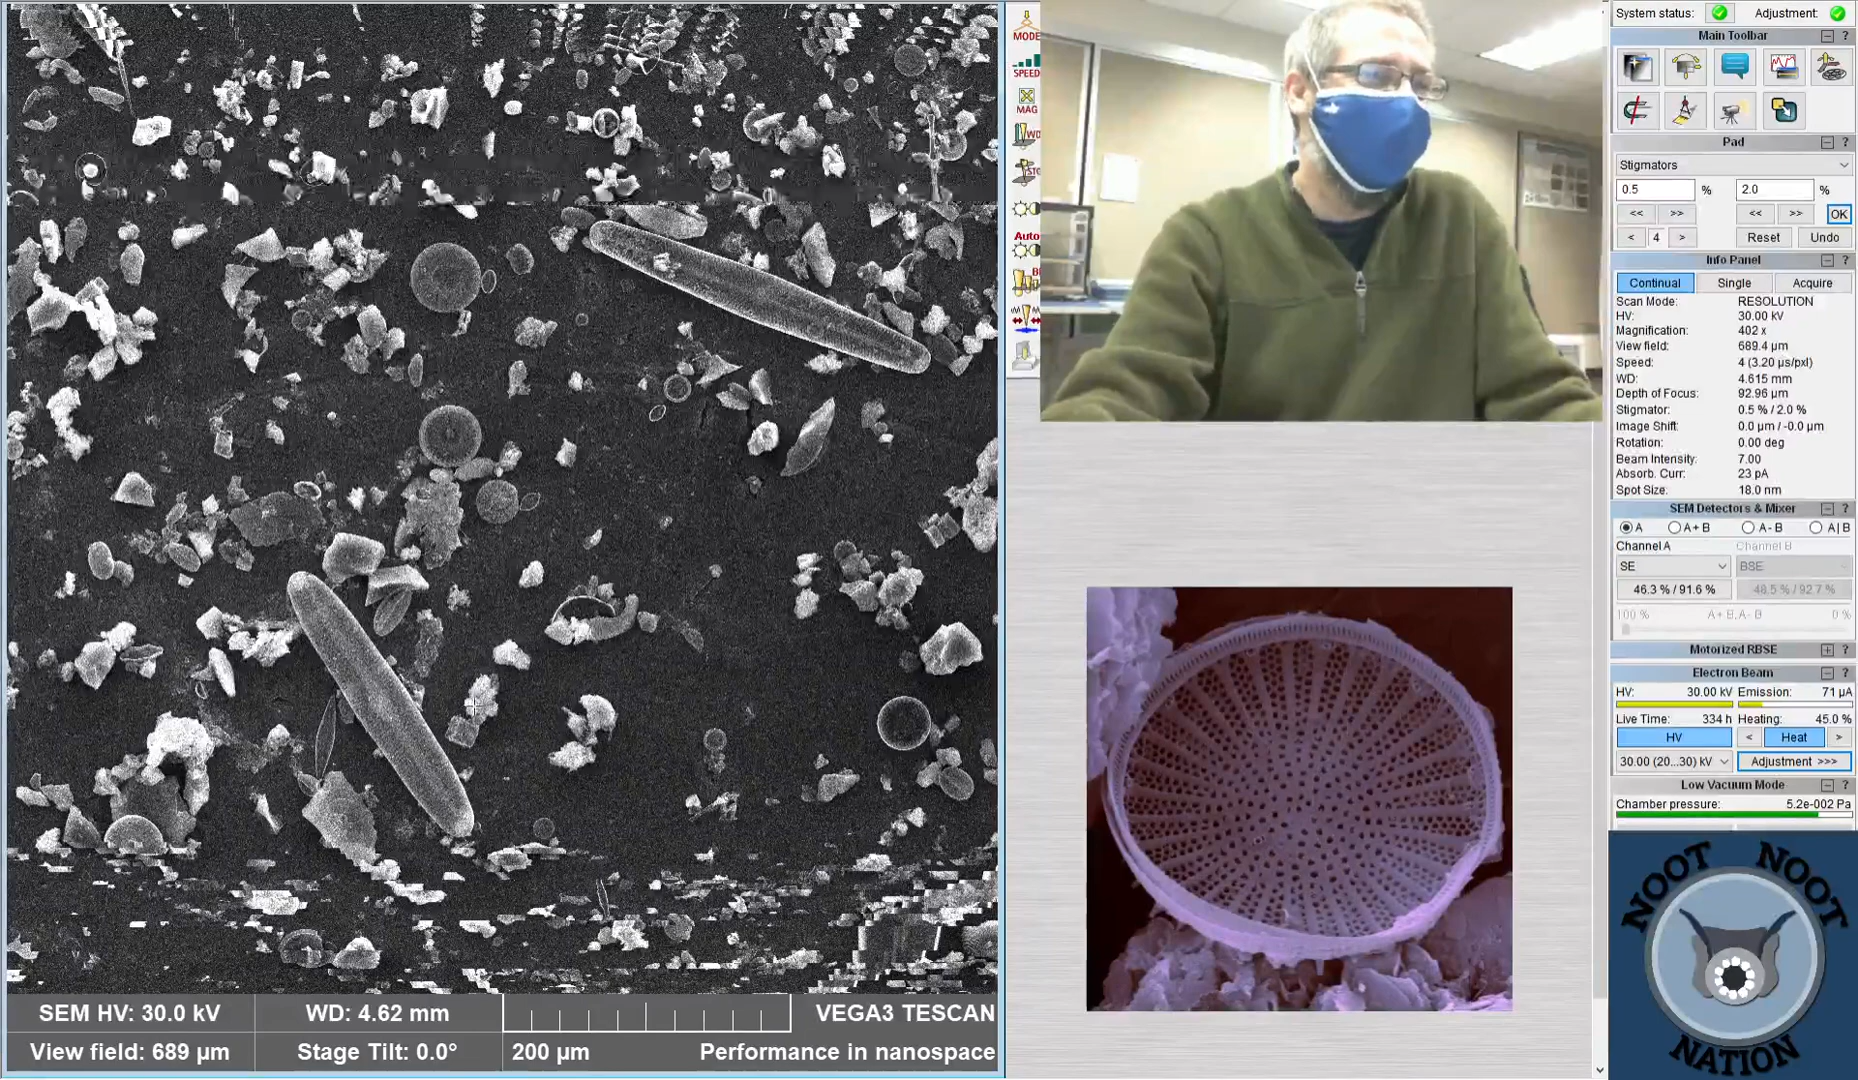 MODE
SPEED
MAG
WD
Auto
System status: Adjustment:
Main Toolbar
Pad
Stigmators
0.5 % 2.0 %
<< >> << >> OK
< 4 > Reset Undo
Info Panel
Continual Single Acquire
Scan Mode: RESOLUTION
HV: 30.00 kV
Magnification: 402 x
View field: 689.4 µm
Speed: 4 (3.20 µs/pxl)
WD: 4.615 mm
Depth of Focus: 92.96 µm
Stigmator: 0.5 % / 2.0 %
Image Shift: 0.0 µm / -0.0 µm
Rotation: 0.00 deg
Beam Intensity: 7.00
Absorb. Curr: 23 pA
Spot Size: 18.0 nm
SEM Detectors & Mixer
A A + B A - B A | B
Channel A Channel B
SE BSE
46.3 % / 91.6 % 48.5 % / 92.7 %
100 % A + B, A - B 0 %
Motorized RBSE
Electron Beam
HV: 30.00 kV Emission: 71 µA
Live Time: 334 h Heating: 45.0 %
HV < Heat >
30.00 (20...30) kV Adjustment >>>
Low Vacuum Mode
Chamber pressure: 5.2e-002 Pa
NOOT NOOT
NATION
SEM HV: 30.0 kV WD: 4.62 mm VEGA3 TESCAN
View field: 689 µm Stage Tilt: 0.0° 200 µm Performance in nanospace